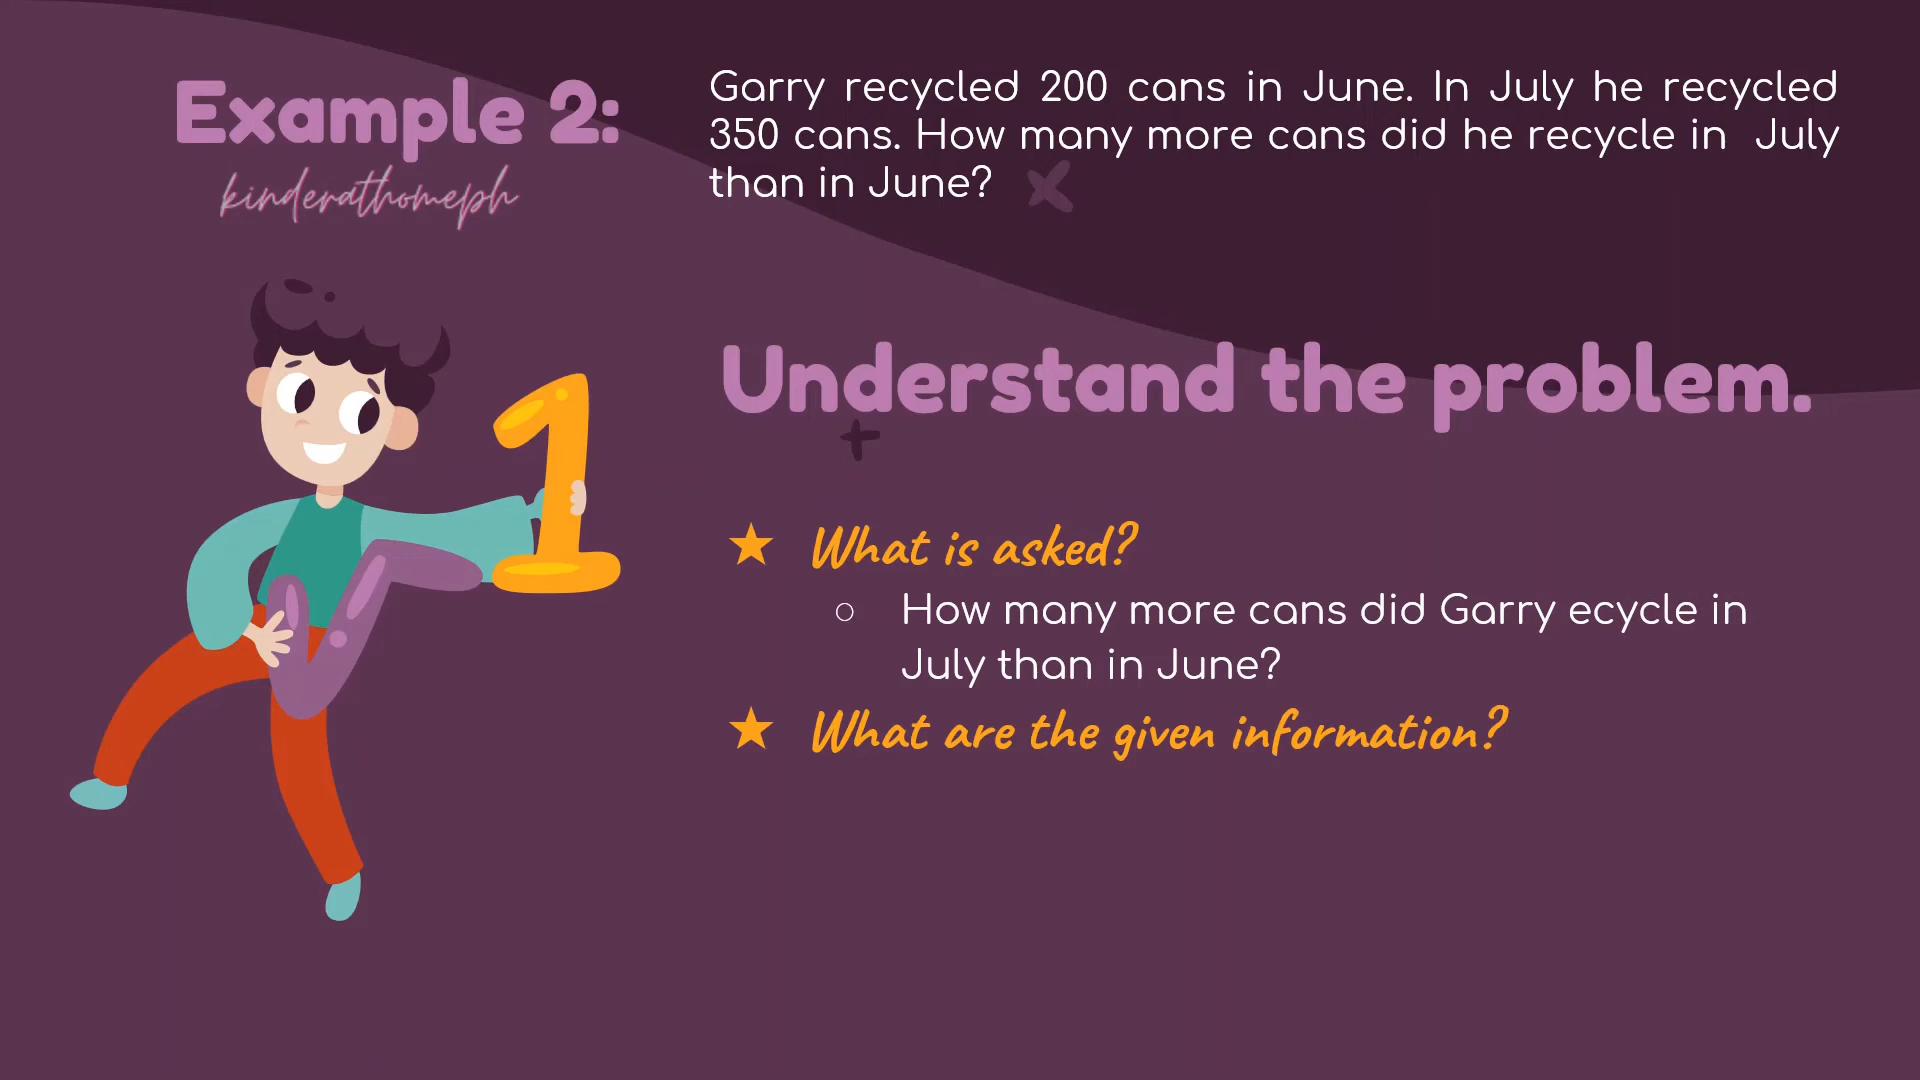 Example 2:
kinderathomeph
Garry recycled 200 cans in June. In July he recycled
350 cans. How many more cans did he recycle in July
than in June?
1
Understand the problem.
★ What is asked?
○ How many more cans did Garry ecycle in
July than in June?
★ What are the given information?